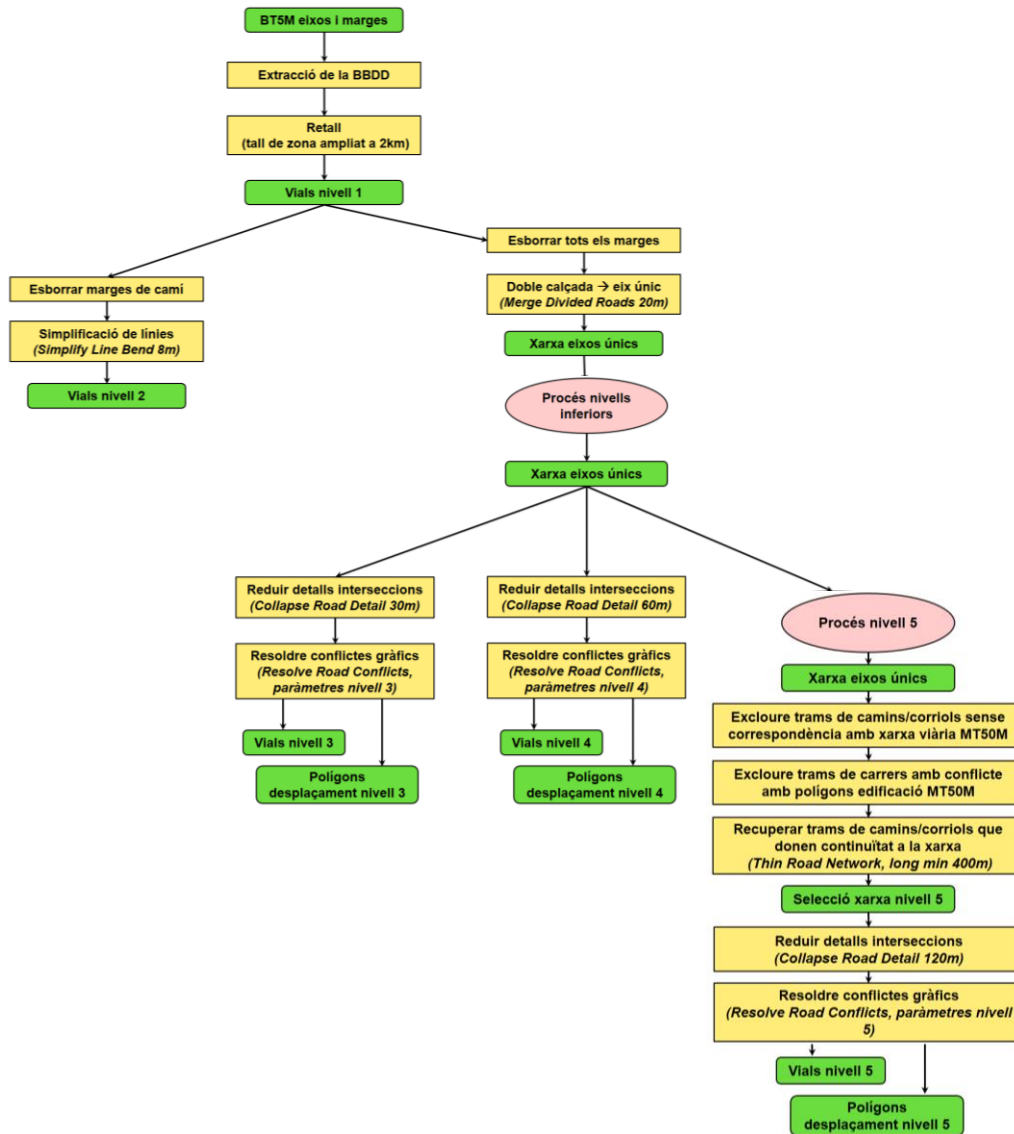 BT5M eixos i marges
Extracció de la BBDD
Retall
(tall de zona ampliat a 2km)
Vials nivell 1
Esborrar marges de camí
Simplificació de línies
(Simplify Line Bend 8m)
Vials nivell 2
Esborrar tots els marges
Doble calçada → eix únic
(Merge Divided Roads 20m)
Xarxa eixos únics
Procés nivells
inferiors
Xarxa eixos únics
Reduir detalls interseccions
(Collapse Road Detail 30m)
Resoldre conflictes gràfics
(Resolve Road Conflicts,
paràmetres nivell 3)
Vials nivell 3
Polígons
desplaçament nivell 3
Reduir detalls interseccions
(Collapse Road Detail 60m)
Resoldre conflictes gràfics
(Resolve Road Conflicts,
paràmetres nivell 4)
Vials nivell 4
Polígons
desplaçament nivell 4
Procés nivell 5
Xarxa eixos únics
Excloure trams de camins/corriols sense
correspondència amb xarxa viària MT50M
Excloure trams de carrers amb conflicte
amb polígons edificació MT50M
Recuperar trams de camins/corriols que
donen continuïtat a la xarxa
(Thin Road Network, long min 400m)
Selecció xarxa nivell 5
Reduir detalls interseccions
(Collapse Road Detail 120m)
Resoldre conflictes gràfics
(Resolve Road Conflicts, paràmetres nivell
5)
Vials nivell 5
Polígons
desplaçament nivell 5